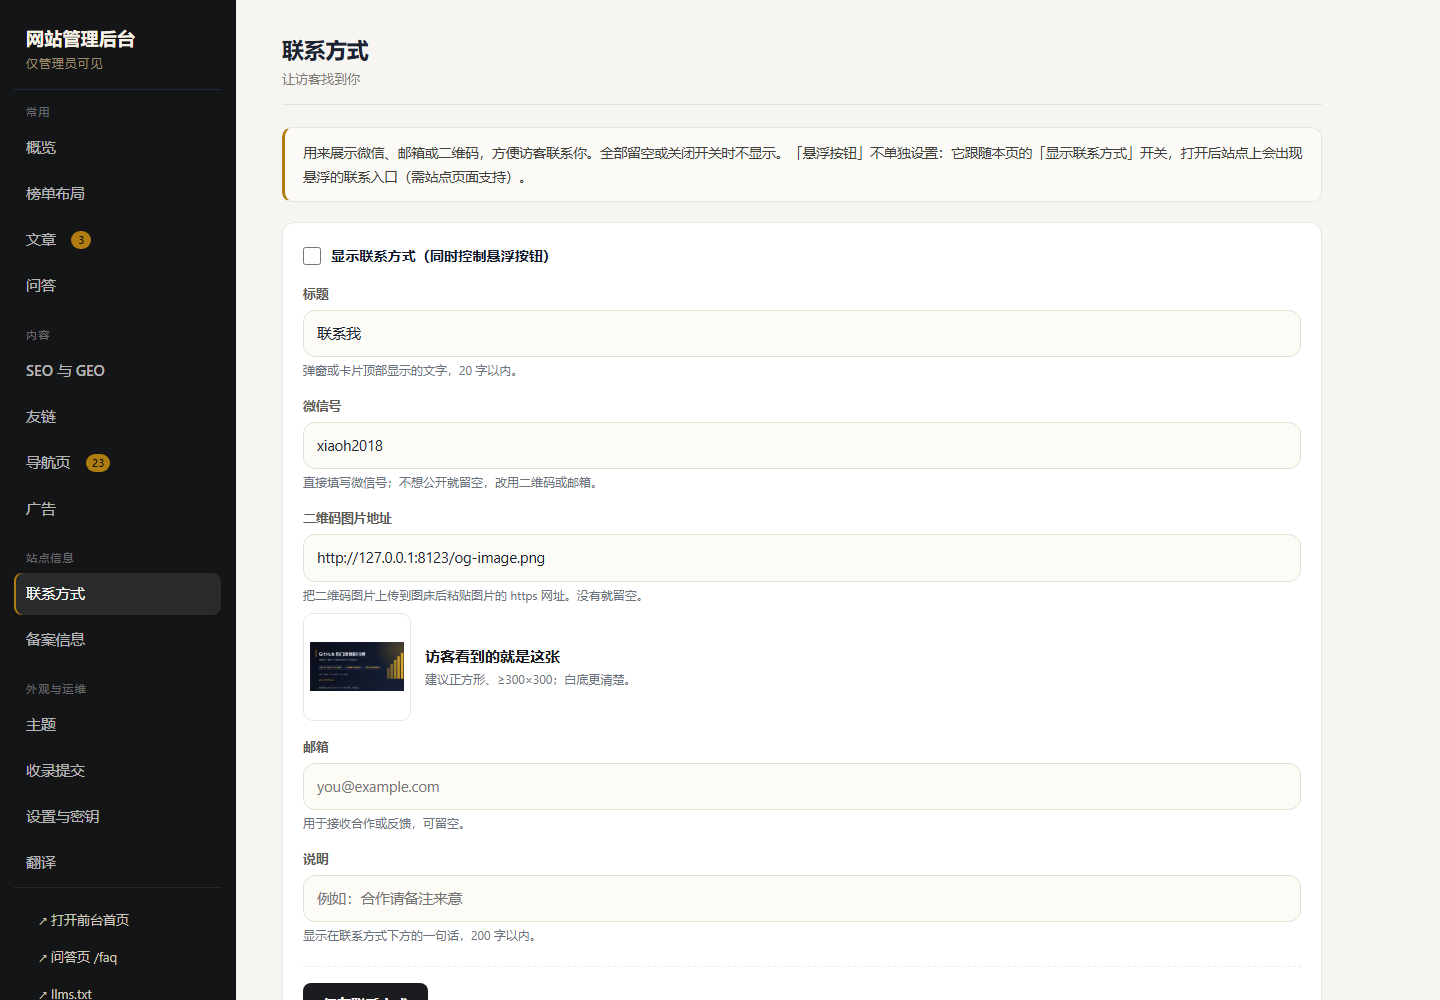 网站管理后台
仅管理员可见
常用
概览
榜单布局
文章 3
问答
内容
SEO 与 GEO
友链
导航页 23
广告
站点信息
联系方式
备案信息
外观与运维
主题
收录提交
设置与密钥
翻译
↗ 打开前台首页
↗ 问答页 /faq
↗ llms.txt
联系方式
让访客找到你
用来展示微信、邮箱或二维码，方便访客联系你。全部留空或关闭开关时不显示。「悬浮按钮」不单独设置：它跟随本页的「显示联系方式」开关，打开后站点上会出现
悬浮的联系入口（需站点页面支持）。
显示联系方式（同时控制悬浮按钮）
标题
联系我
弹窗或卡片顶部显示的文字，20 字以内。
微信号
xiaoh2018
直接填写微信号；不想公开就留空，改用二维码或邮箱。
二维码图片地址
http://127.0.0.1:8123/og-image.png
把二维码图片上传到图床后粘贴图片的 https 网址。没有就留空。
访客看到的就是这张
建议正方形、≥300×300；白底更清楚。
邮箱
you@example.com
用于接收合作或反馈，可留空。
说明
例如：合作请备注来意
显示在联系方式下方的一句话，200 字以内。